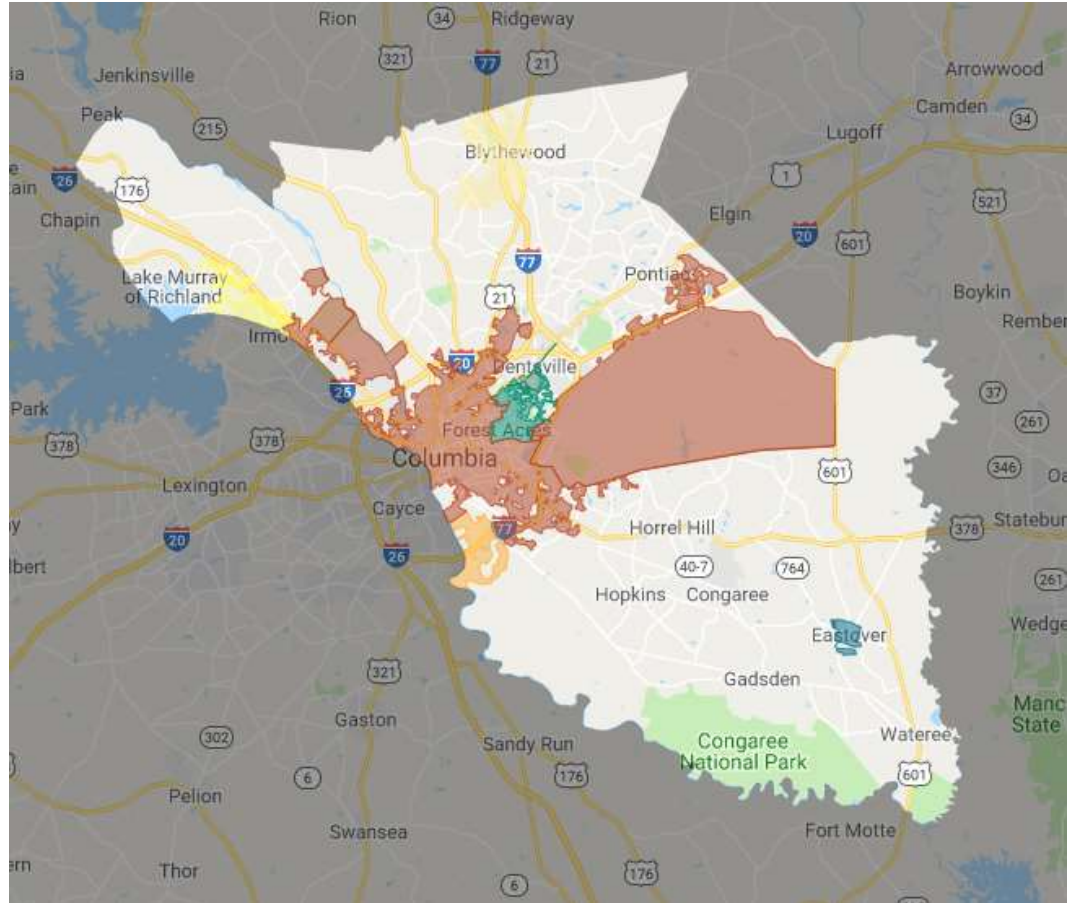 Rion
34
Ridgeway
321
77
21
Jenkinsville
Arrowwood
Peak
215
Camden
34
Lugoff
Blythewood
26
176
1
521
Chapin
Elgin
20
601
77
Lake Murray
of Richland
Pontiac
21
Boykin
Irmo
20
Dentsville
Park
37
378
378
Forest Acres
261
Columbia
601
346
Lexington
Cayce
77
Horrel Hill
378
20
26
40-7
764
261
Hopkins
Congaree
Eastover
321
Gadsden
Gaston
302
Sandy Run
Congaree
National Park
Wateree
State
6
176
601
Pelion
Swansea
Fort Motte
Thor
176
6